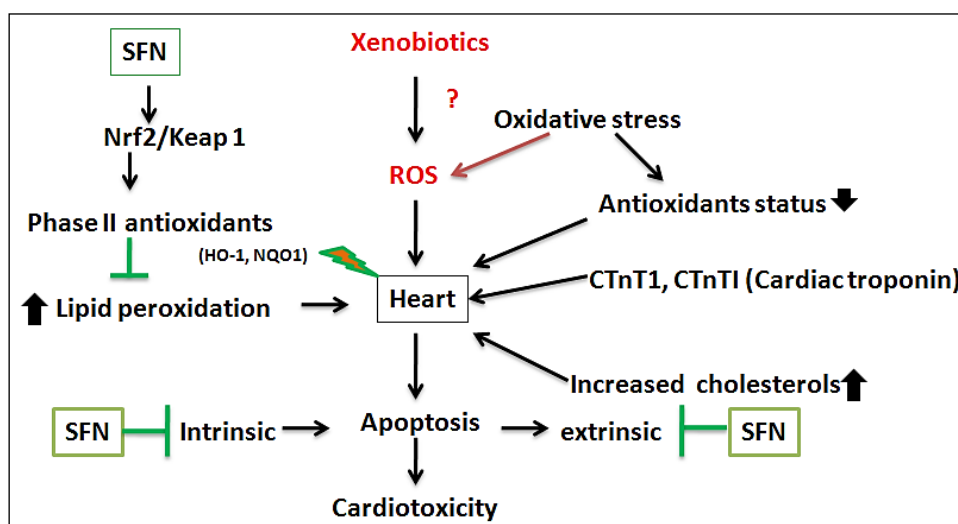 SFN
Xenobiotics
?
Oxidative stress
Nrf2/Keap 1
ROS
Antioxidants status
Phase II antioxidants
(HO-1, NQO1)
CTnT1, CTnTI (Cardiac troponin)
Lipid peroxidation
Heart
Increased cholesterols
SFN
Intrinsic
Apoptosis
extrinsic
SFN
Cardiotoxicity